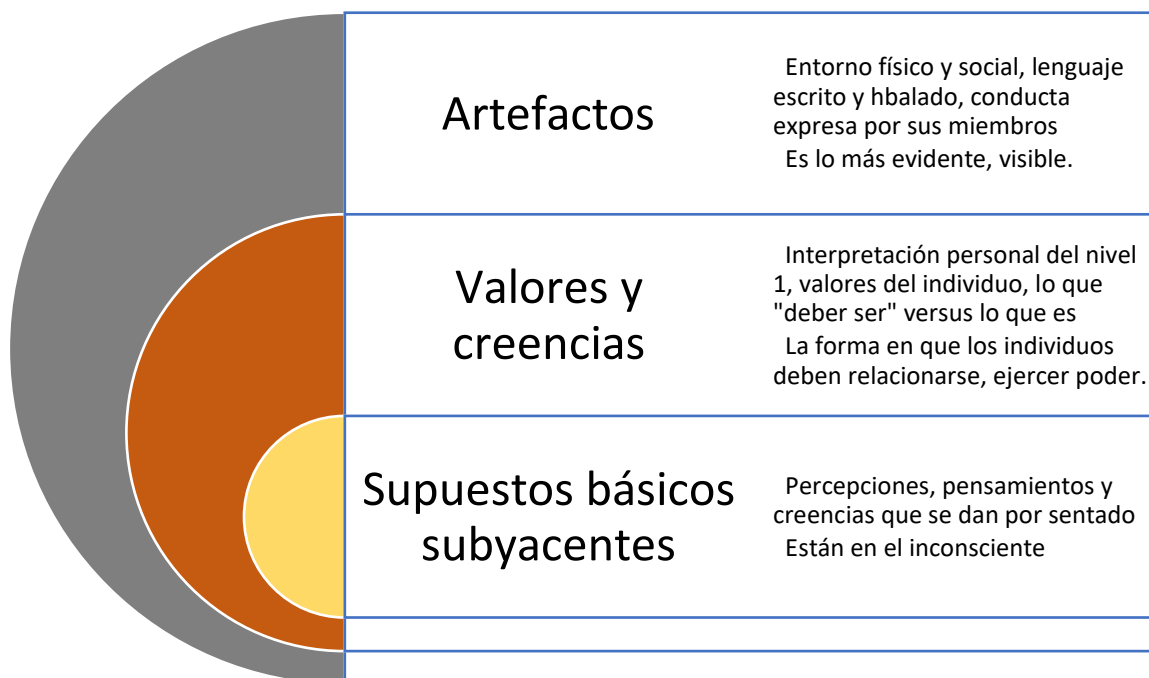 Artefactos
Entorno físico y social, lenguaje
escrito y hbalado, conducta
expresa por sus miembros
Es lo más evidente, visible.
Valores y
creencias
Interpretación personal del nivel
1, valores del individuo, lo que
"deber ser" versus lo que es
La forma en que los individuos
deben relacionarse, ejercer poder.
Supuestos básicos
subyacentes
Percepciones, pensamientos y
creencias que se dan por sentado
Están en el inconsciente